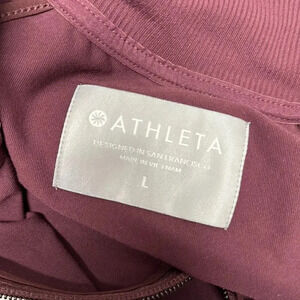 ATHLETA
DESIGNED IN SAN FRANCISCO
MADE IN VIETNAM
L